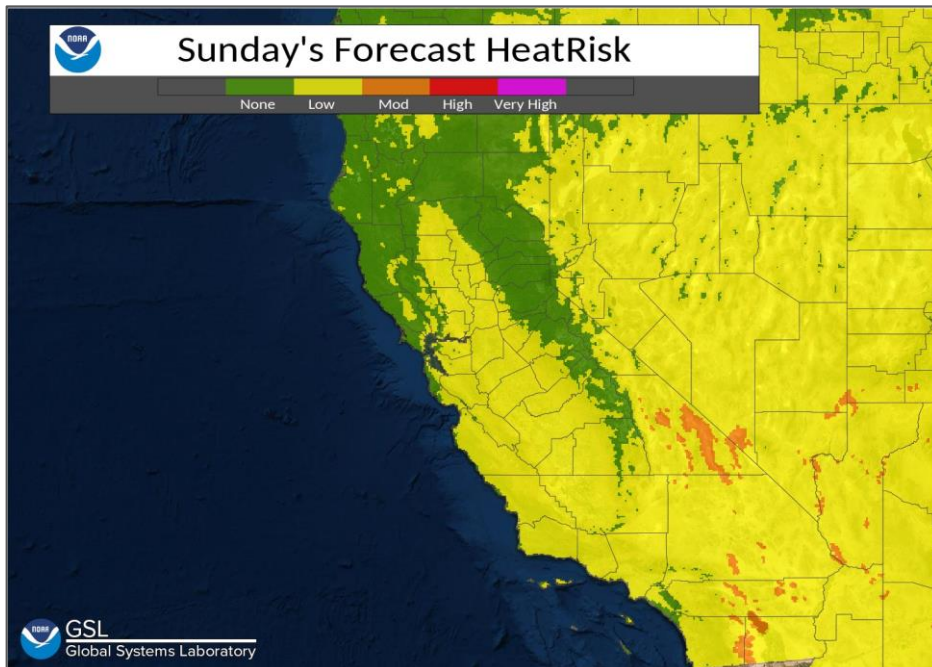 NOAA
Sunday's Forecast HeatRisk
None Low Mod High Very High
NOAA
GSL
Global Systems Laboratory